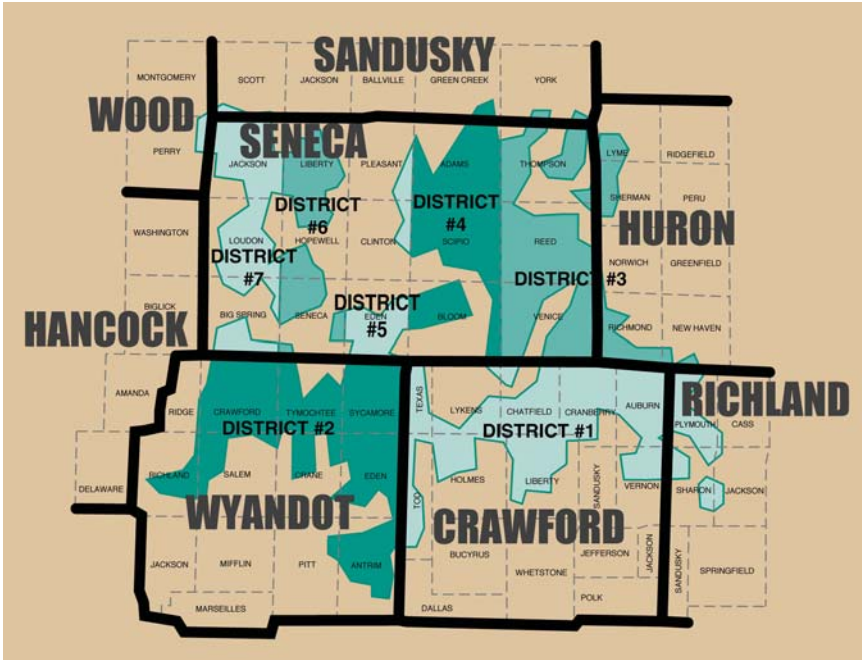 SANDUSKY
MONTGOMERY
SCOTT
JACKSON
BALLVILLE
GREEN CREEK
YORK
WOOD
SENECA
PERRY
JACKSON
LIBERTY
PLEASANT
ADAMS
THOMPSON
LYME
RIDGEFIELD
SHERMAN
PERU
DISTRICT
#6
DISTRICT
#4
WASHINGTON
LOUDON
HOPEWELL
CLINTON
SCIPIO
REED
HURON
DISTRICT
#7
NORWICH
GREENFIELD
DISTRICT #3
BIGLICK
HANCOCK
BIG SPRING
SENECA
DISTRICT
#5
EDEN
BLOOM
VENICE
RICHMOND
NEW HAVEN
AMANDA
RIDGE
CRAWFORD
TYMOCHTEE
SYCAMORE
TEXAS
LYKENS
CHATFIELD
CRANBERRY
AUBURN
RICHLAND
PLYMOUTH
CASS
DISTRICT #2
DISTRICT #1
DELAWARE
RICHLAND
SALEM
CRANE
EDEN
TOD
HOLMES
LIBERTY
SANDUSKY
VERNON
SHARON
JACKSON
WYANDOT
CRAWFORD
JACKSON
MIFFLIN
PITT
ANTRIM
BUCYRUS
WHETSTONE
JEFFERSON
JACKSON
SANDUSKY
SPRINGFIELD
MARSEILLES
DALLAS
POLK